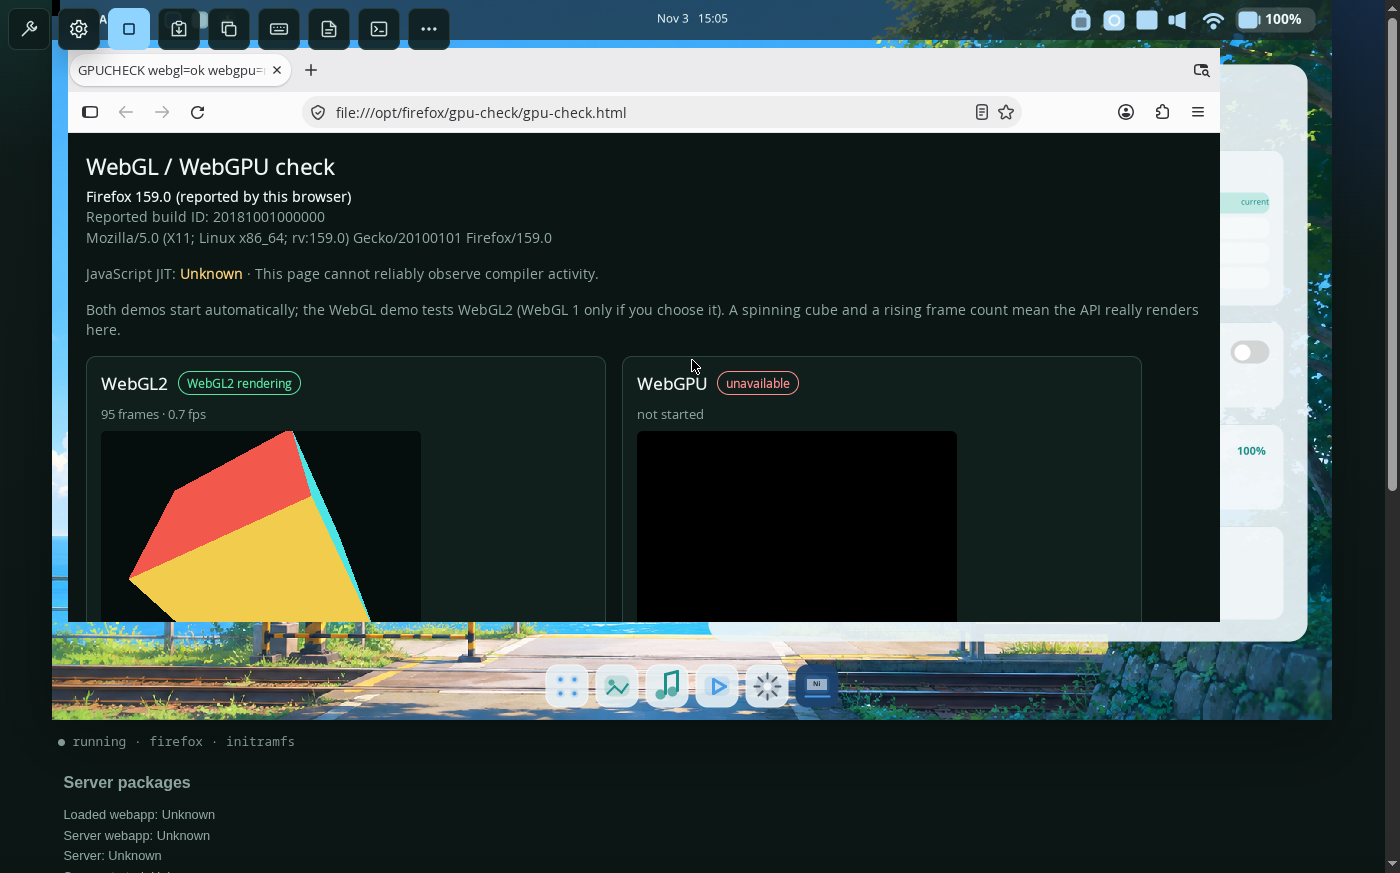 Nov 3 15:05
100%
GPUCHECK webgl=ok webgpu=
file:///opt/firefox/gpu-check/gpu-check.html
WebGL / WebGPU check
Firefox 159.0 (reported by this browser)
Reported build ID: 20181001000000
Mozilla/5.0 (X11; Linux x86_64; rv:159.0) Gecko/20100101 Firefox/159.0
JavaScript JIT: Unknown · This page cannot reliably observe compiler activity.
Both demos start automatically; the WebGL demo tests WebGL2 (WebGL 1 only if you choose it). A spinning cube and a rising frame count mean the API really renders
here.
WebGL2 WebGL2 rendering
95 frames · 0.7 fps
WebGPU unavailable
not started
current
100%
Ni
● running · firefox · initramfs
Server packages
Loaded webapp: Unknown
Server webapp: Unknown
Server: Unknown